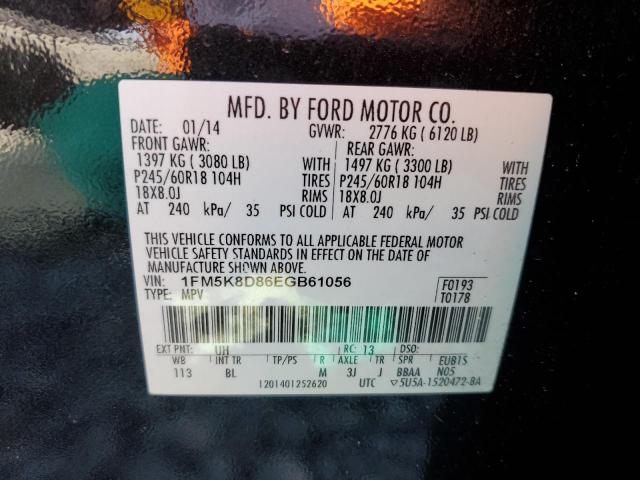 MFD. BY FORD MOTOR CO.
DATE: 01/14 GVWR: 2776 KG ( 6120 LB)
FRONT GAWR: REAR GAWR:
1397 KG ( 3080 LB) WITH 1497 KG ( 3300 LB) WITH
P245/60R18 104H TIRES P245/60R18 104H TIRES
18X8.0J RIMS 18X8.0J RIMS
AT 240 kPa/ 35 PSI COLD AT 240 kPa/ 35 PSI COLD
THIS VEHICLE CONFORMS TO ALL APPLICABLE FEDERAL MOTOR
VEHICLE SAFETY STANDARDS IN EFFECT ON THE DATE OF
MANUFACTURE SHOWN ABOVE.
VIN: 1FM5K8D86EGB61056 F0193
TYPE: MPV T0178
EXT PNT: UH RC: 13 DSO:
WB INT TR TP/PS R AXLE TR SPR EUB1S
113 BL M 3J J BBAA N05
1201401252620 UTC ▽5U5A-1520472-BA